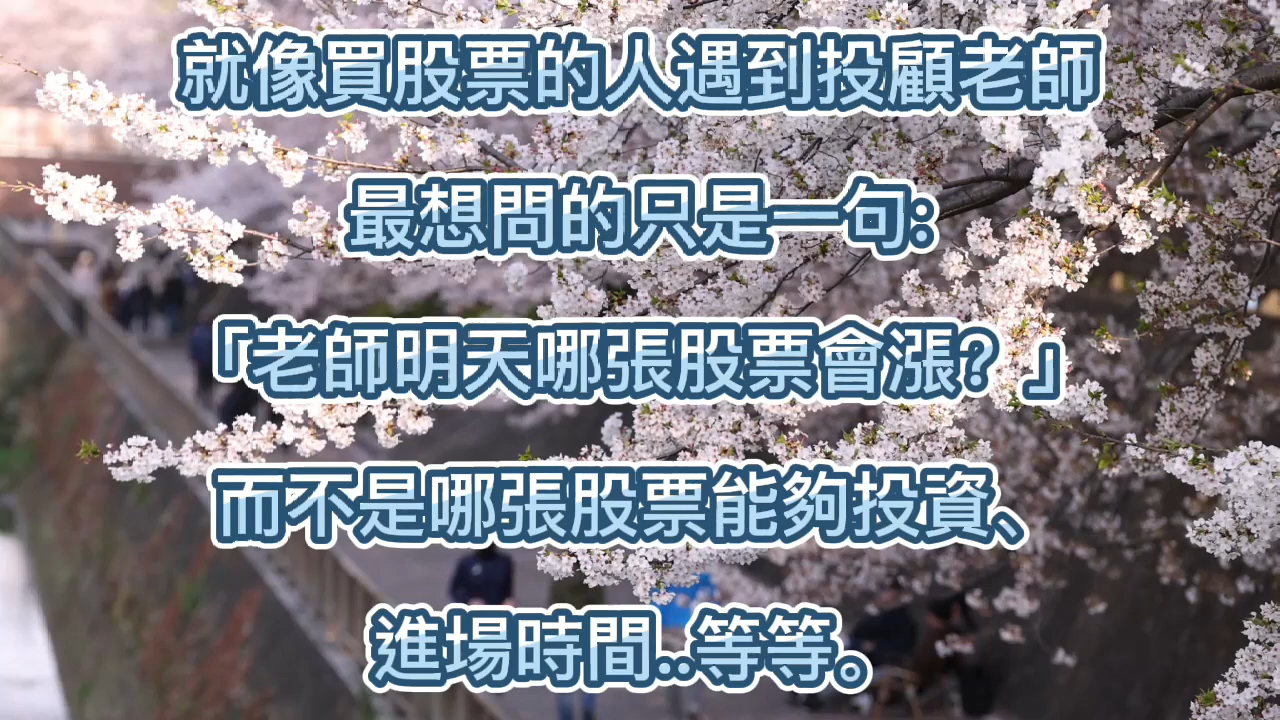 就像買股票的人遇到投顧老師
最想問的只是一句:
「老師明天哪張股票會漲？」
而不是哪張股票能夠投資、
進場時間..等等。